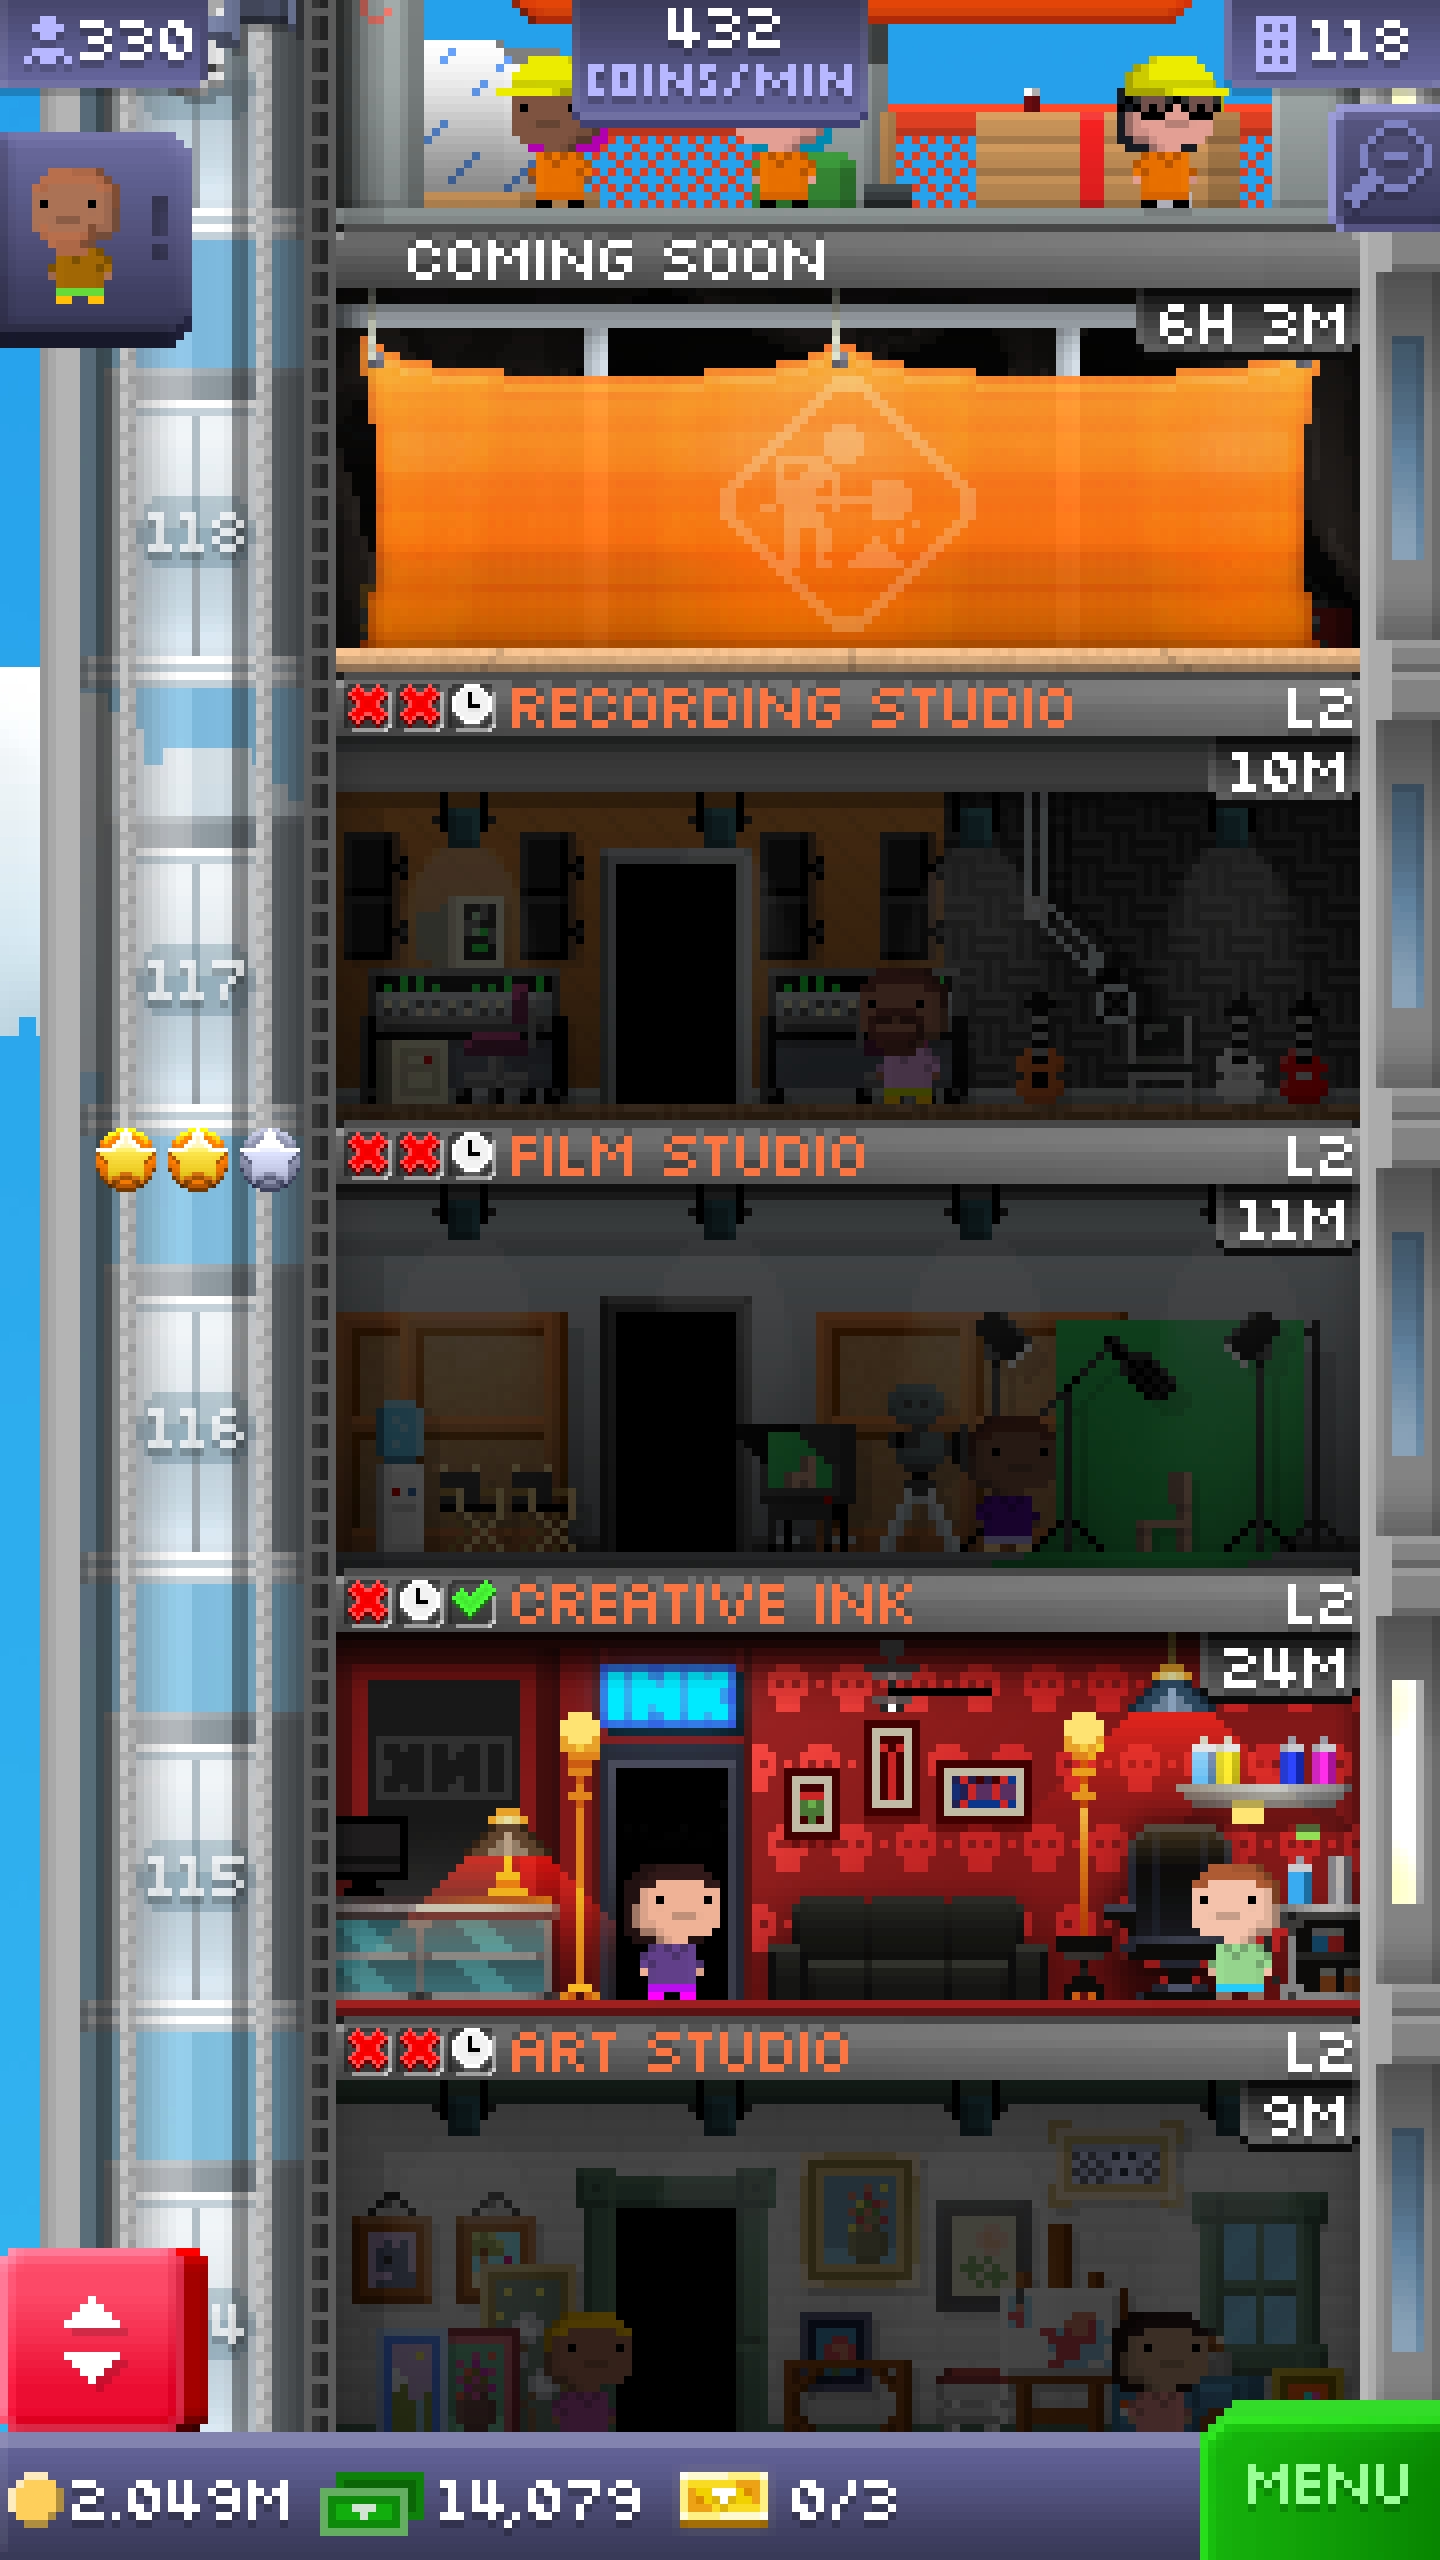 330
432
COINS/MIN
118
COMING SOON
6H 3M
118
RECORDING STUDIO L2
10M
117
FILM STUDIO L2
11M
116
CREATIVE INK L2
24M
INK
115
ART STUDIO L2
9M
4
2.049M 14,079 0/3
MENU